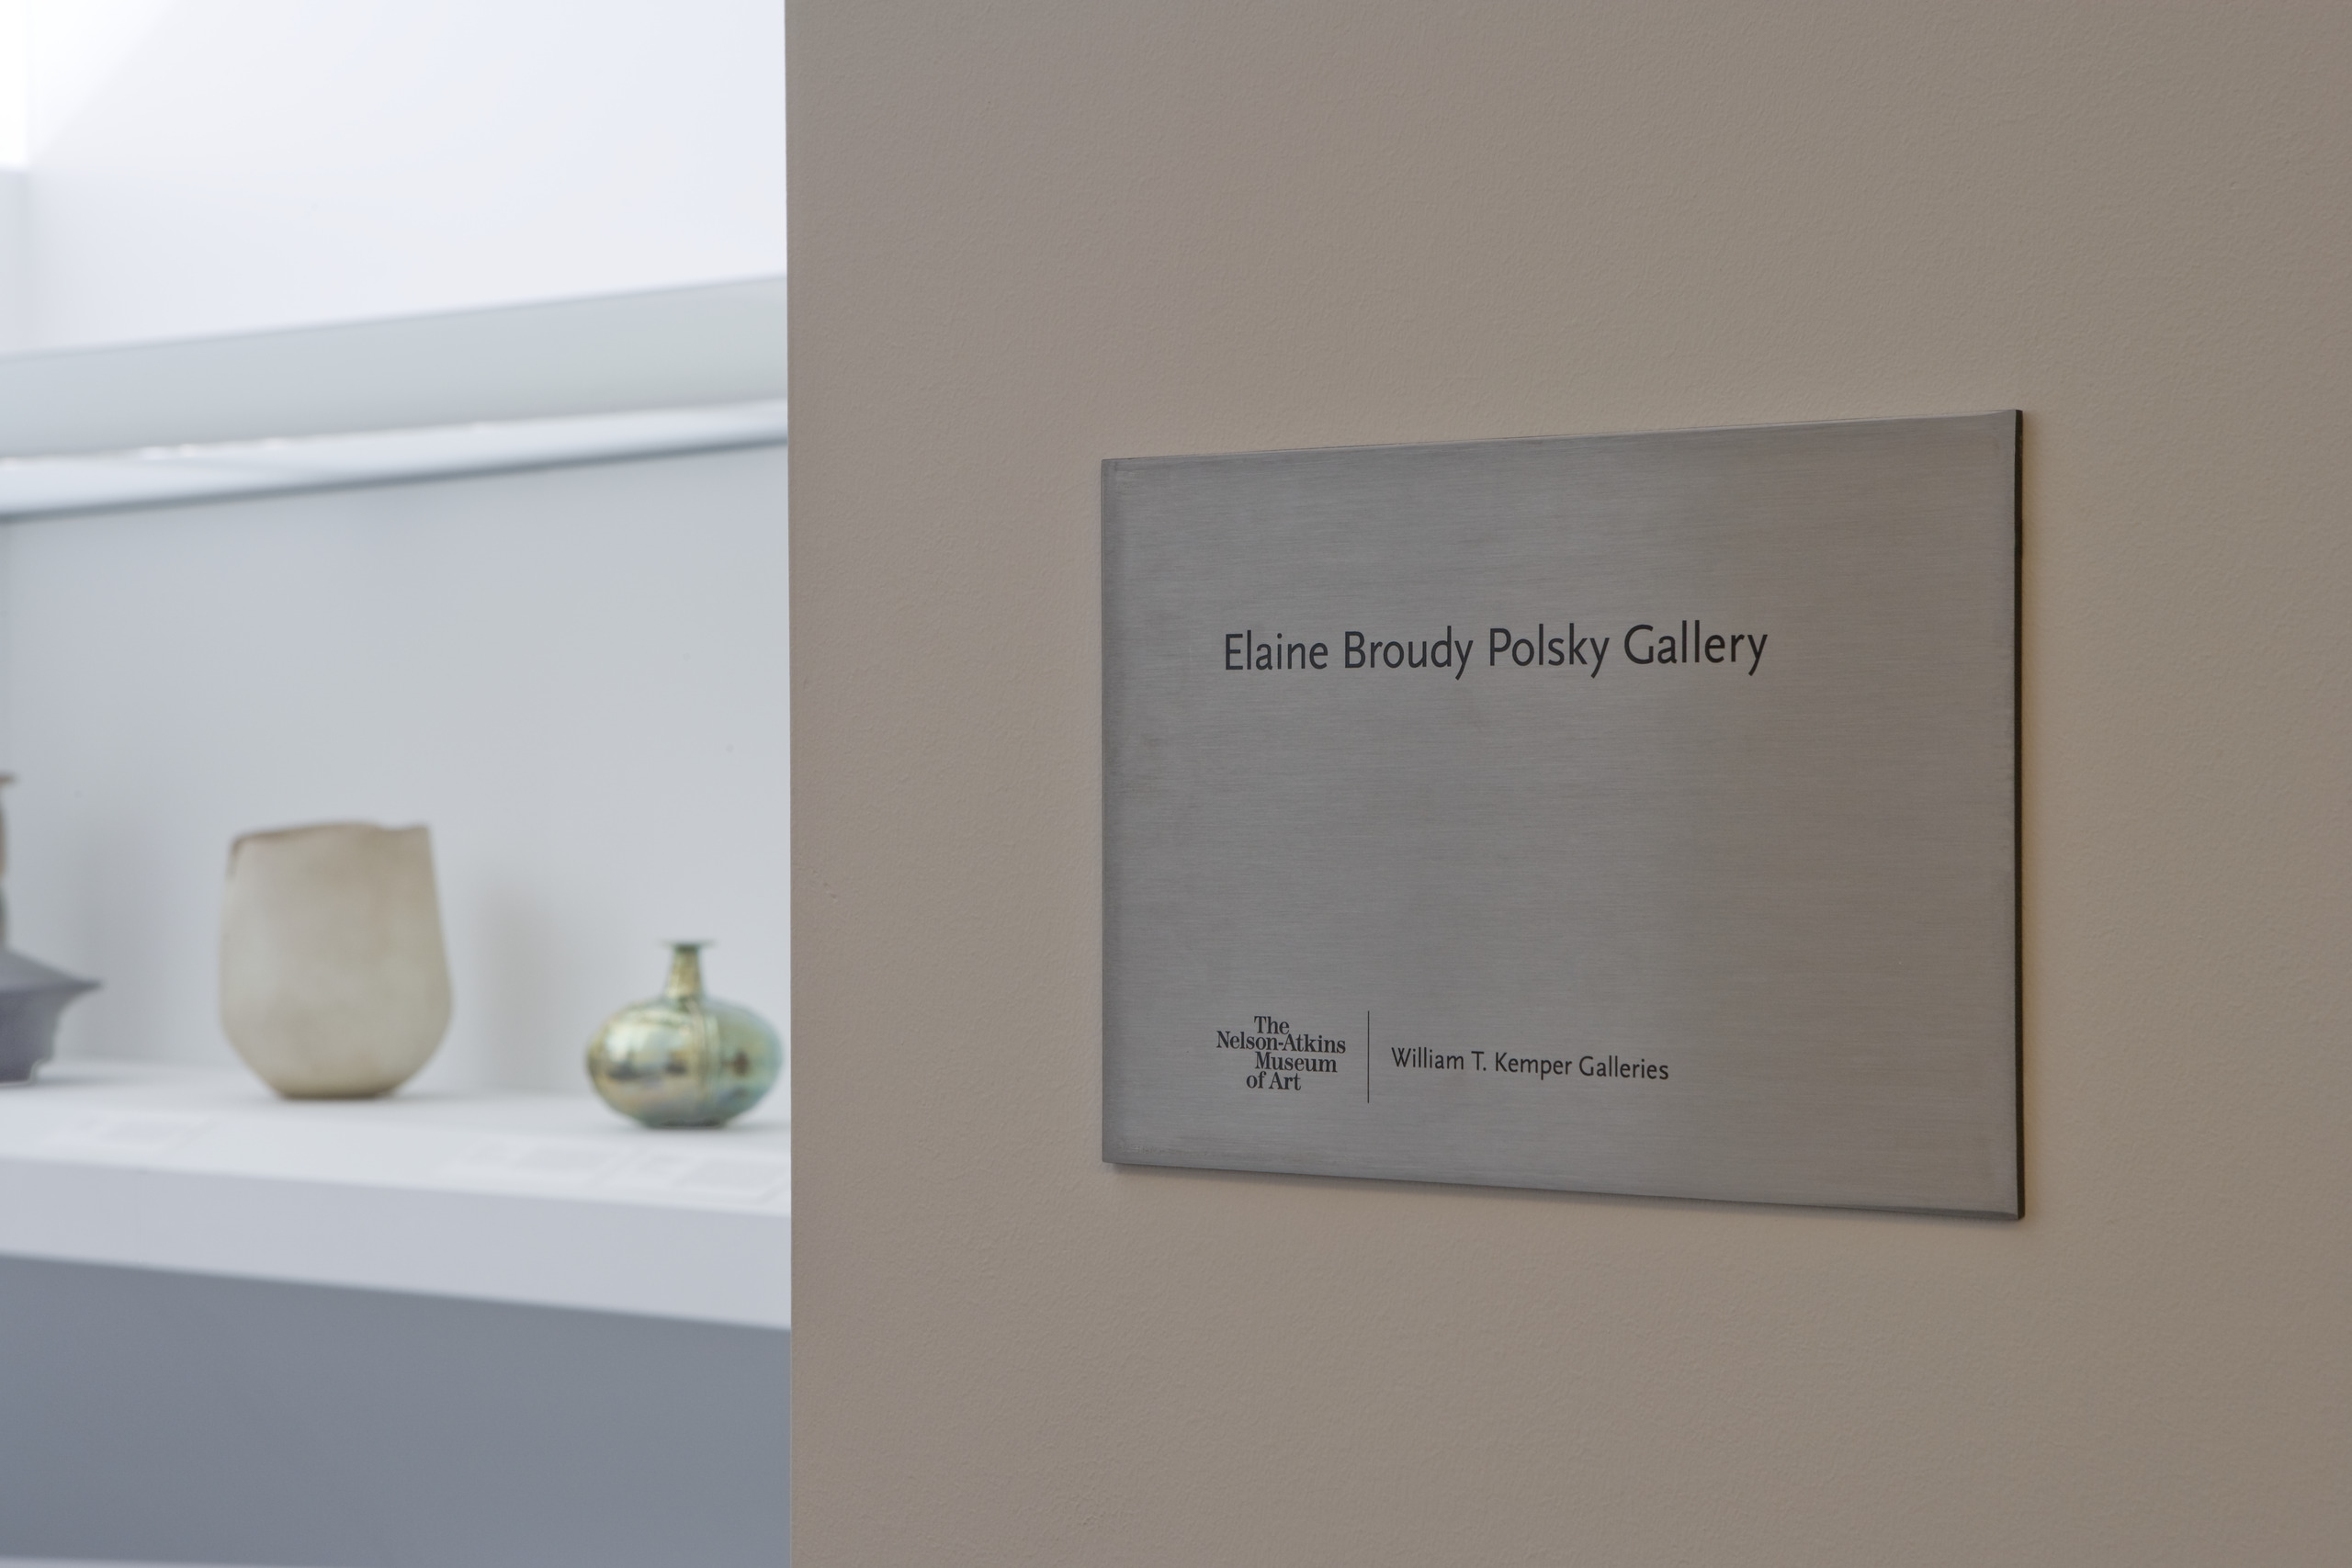 Elaine Broudy Polsky Gallery
The
Nelson-Atkins
Museum
of Art
William T. Kemper Galleries